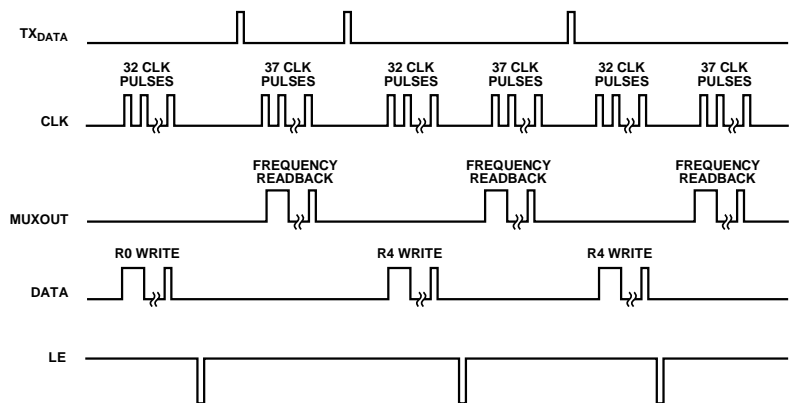 TXDATA
32 CLK
PULSES
37 CLK
PULSES
32 CLK
PULSES
37 CLK
PULSES
32 CLK
PULSES
37 CLK
PULSES
CLK
FREQUENCY
READBACK
FREQUENCY
READBACK
FREQUENCY
READBACK
MUXOUT
R0 WRITE
R4 WRITE
R4 WRITE
DATA
LE